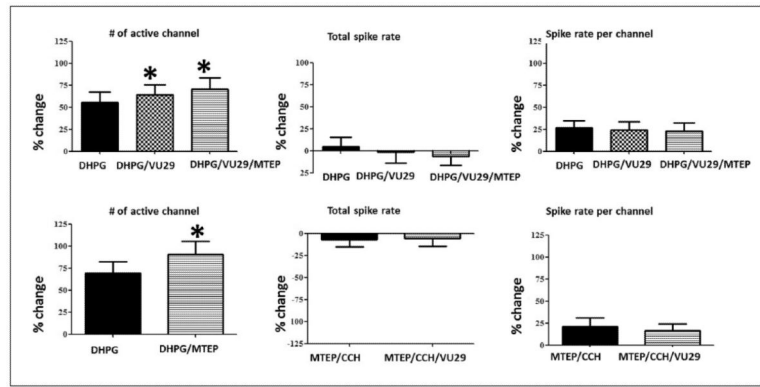 # of active channel
% change
125
100
75
50
25
0
*
*
DHPG
DHPG/VU29
DHPG/VU29/MTEP
Total spike rate
% change
125
100
75
50
25
0
25
DHPG
DHPG/VU29
DHPG/VU29/MTEP
Spike rate per channel
% change
125
100
75
50
25
0
DHPG
DHPG/VU29
DHPG/VU29/MTEP
# of active channel
% change
125
100
75
50
25
0
*
DHPG
DHPG/MTEP
Total spike rate
% change
0
-25
-50
-75
-100
-125
MTEP/CCH
MTEP/CCH/VU29
Spike rate per channel
% change
125
100
75
50
25
0
MTEP/CCH
MTEP/CCH/VU29